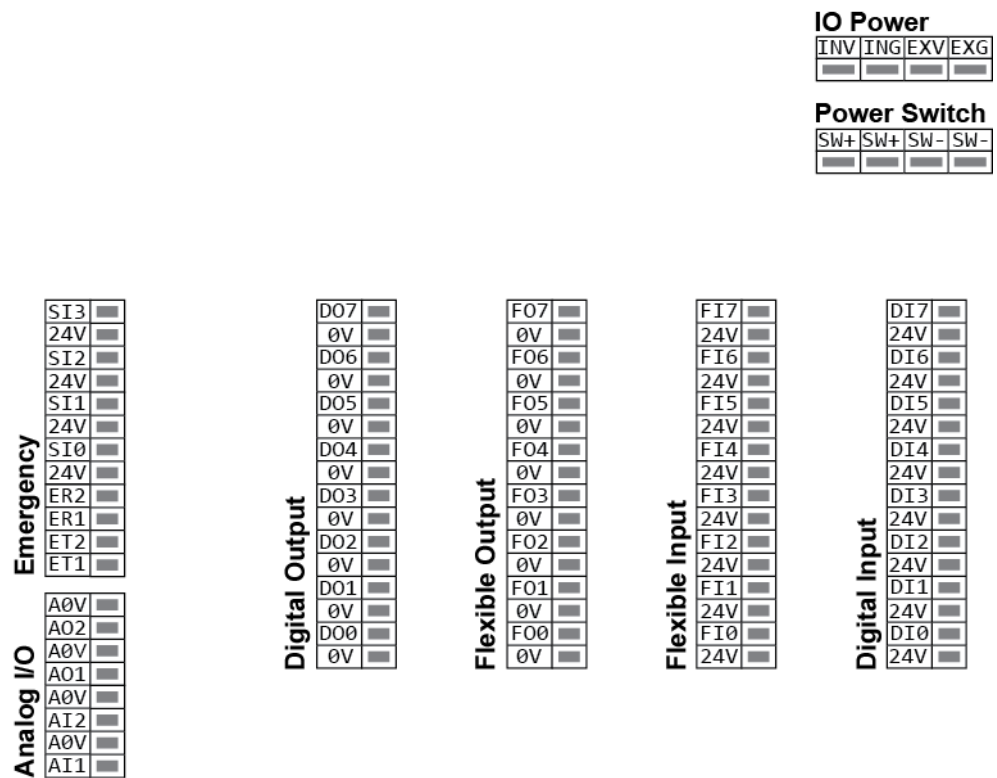 IO Power
INV ING EXV EXG
Power Switch
SW+ SW+ SW- SW-
Emergency
SI3
24V
SI2
24V
SI1
24V
SI0
24V
ER2
ER1
ET2
ET1
Analog I/O
A0V
AO2
A0V
AO1
A0V
AI2
A0V
AI1
Digital Output
DO7
0V
DO6
0V
DO5
0V
DO4
0V
DO3
0V
DO2
0V
DO1
0V
DO0
0V
Flexible Output
FO7
0V
FO6
0V
FO5
0V
FO4
0V
FO3
0V
FO2
0V
FO1
0V
FO0
0V
Flexible Input
FI7
24V
FI6
24V
FI5
24V
FI4
24V
FI3
24V
FI2
24V
FI1
24V
FI0
24V
Digital Input
DI7
24V
DI6
24V
DI5
24V
DI4
24V
DI3
24V
DI2
24V
DI1
24V
DI0
24V